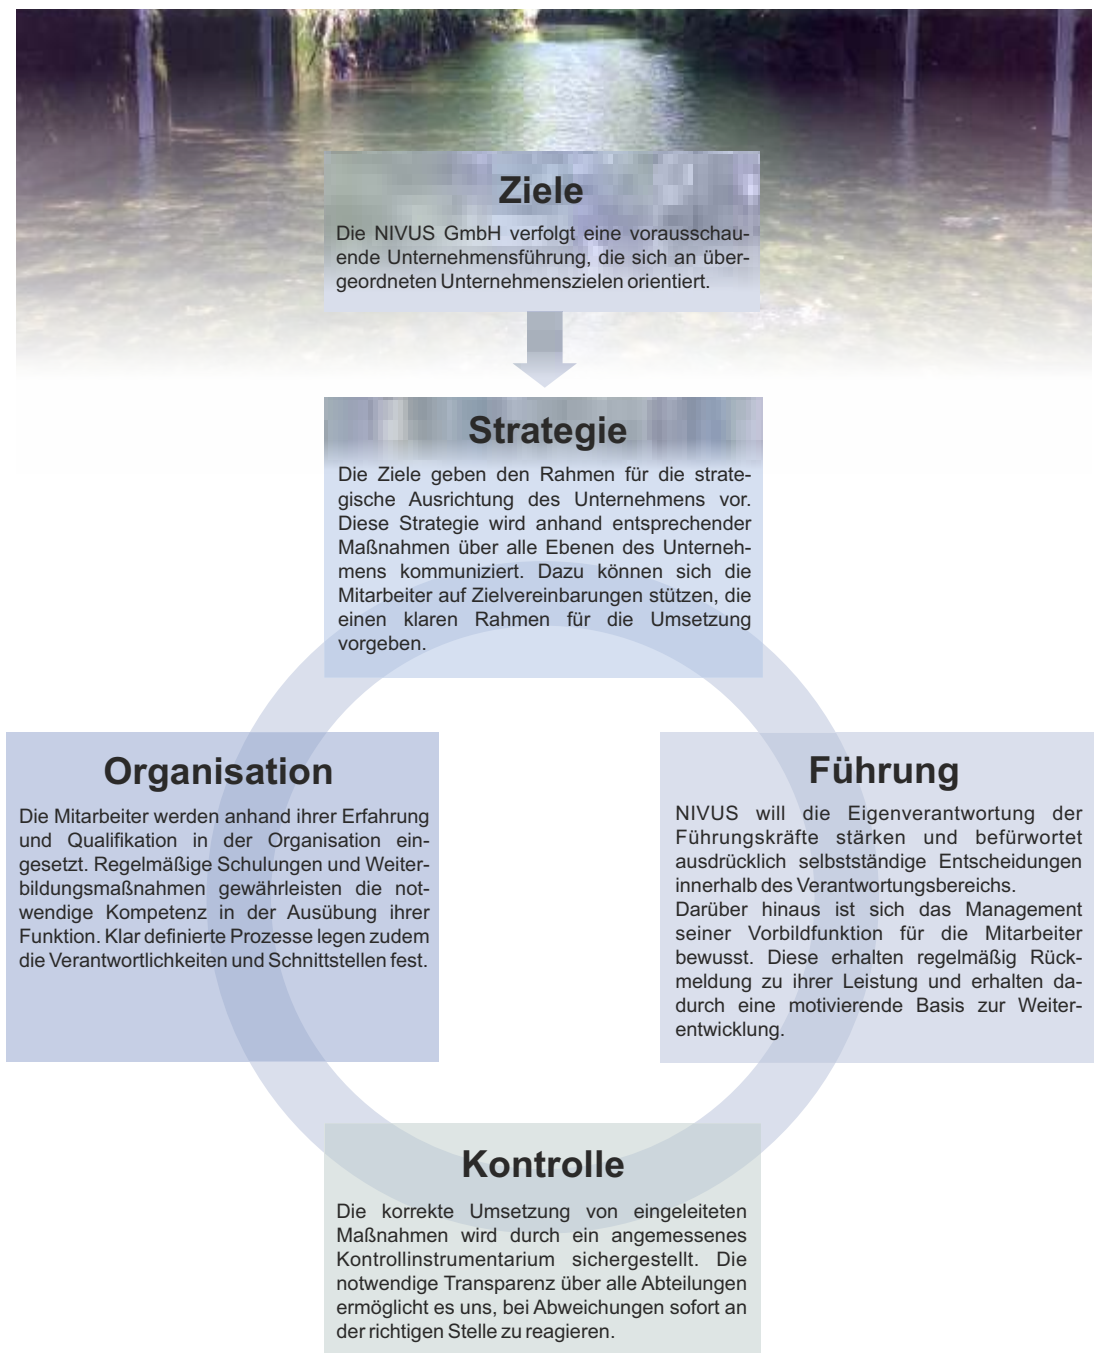 Ziele
Die NIVUS GmbH verfolgt eine vorausschau-
ende Unternehmensführung, die sich an über-
geordneten Unternehmenszielen orientiert.
Strategie
Die Ziele geben den Rahmen für die strate-
gische Ausrichtung des Unternehmens vor.
Diese Strategie wird anhand entsprechender
Maßnahmen über alle Ebenen des Unterneh-
mens kommuniziert. Dazu können sich die
Mitarbeiter auf Zielvereinbarungen stützen, die
einen klaren Rahmen für die Umsetzung
vorgeben.
Organisation
Die Mitarbeiter werden anhand ihrer Erfahrung
und Qualifikation in der Organisation ein-
gesetzt. Regelmäßige Schulungen und Weiter-
bildungsmaßnahmen gewährleisten die not-
wendige Kompetenz in der Ausübung ihrer
Funktion. Klar definierte Prozesse legen zudem
die Verantwortlichkeiten und Schnittstellen fest.
Führung
NIVUS will die Eigenverantwortung der
Führungskräfte stärken und befürwortet
ausdrücklich selbstständige Entscheidungen
innerhalb des Verantwortungsbereichs.
Darüber hinaus ist sich das Management
seiner Vorbildfunktion für die Mitarbeiter
bewusst. Diese erhalten regelmäßig Rück-
meldung zu ihrer Leistung und erhalten da-
durch eine motivierende Basis zur Weiter-
entwicklung.
Kontrolle
Die korrekte Umsetzung von eingeleiteten
Maßnahmen wird durch ein angemessenes
Kontrollinstrumentarium sichergestellt. Die
notwendige Transparenz über alle Abteilungen
ermöglicht es uns, bei Abweichungen sofort an
der richtigen Stelle zu reagieren.